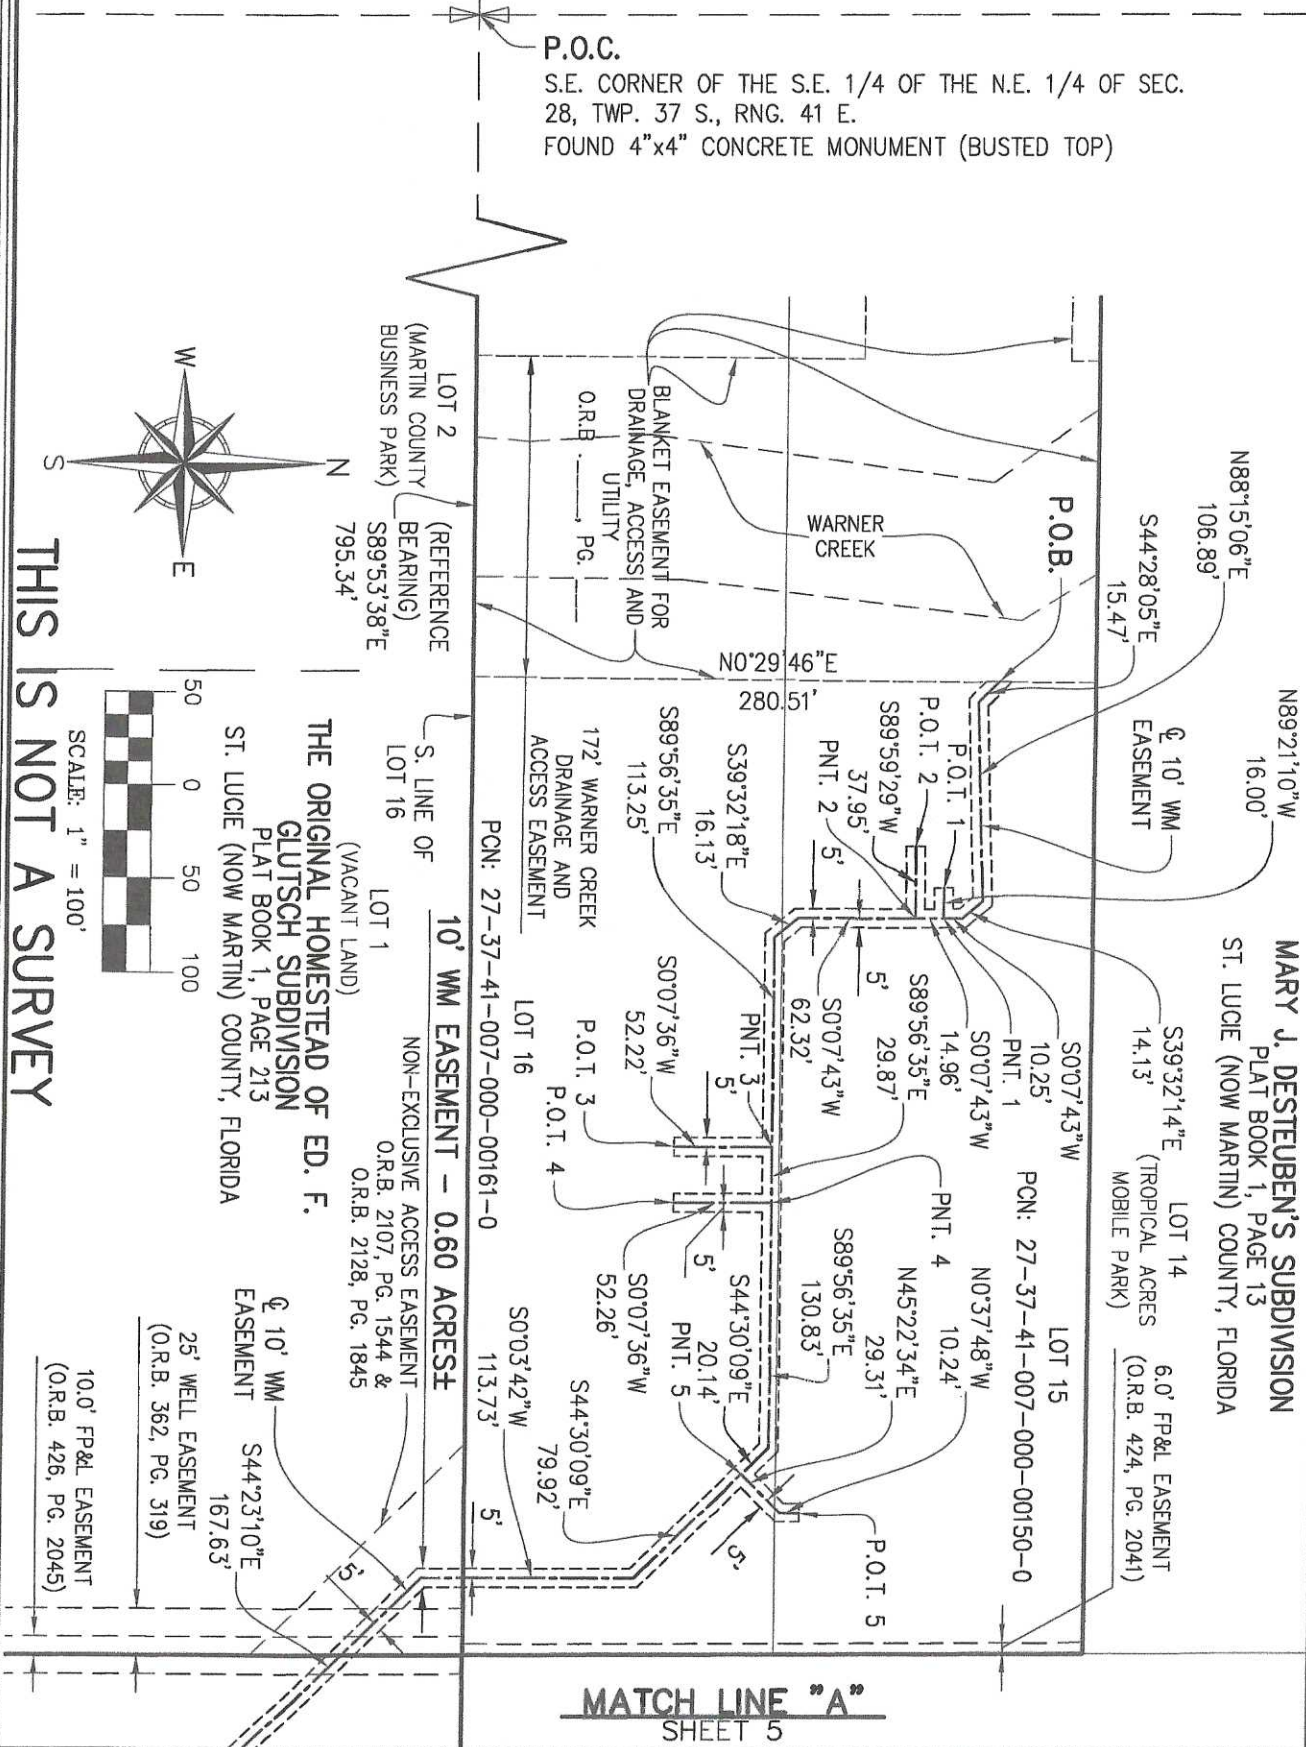 P.O.C.
S.E. CORNER OF THE S.E. 1/4 OF THE N.E. 1/4 OF SEC.
28, TWP. 37 S., RNG. 41 E.
FOUND 4"x4" CONCRETE MONUMENT (BUSTED TOP)
MARY J. DESTEUBEN'S SUBDIVISION
PLAT BOOK 1, PAGE 13
ST. LUCIE (NOW MARTIN) COUNTY, FLORIDA
N89°21'10"W
16.00'
N88°15'06"E
106.89'
S44°28'05"E
15.47'
P.O.B.
℄ 10' WM
EASEMENT
S39°32'14"E
14.13'
LOT 14
(TROPICAL ACRES
MOBILE PARK)
6.0' FP&L EASEMENT
(O.R.B. 424, PG. 2041)
S0°07'43"W
10.25'
PNT. 1
S0°07'43"W
14.96'
LOT 15
PCN: 27-37-41-007-000-00150-0
WARNER
CREEK
P.O.T. 1
P.O.T. 2
S89°59'29"W
37.95'
PNT. 2
5'
5'
S89°56'35"E
29.87'
S0°07'43"W
62.32'
PNT. 4
N0°37'48"W
10.24'
N45°22'34"E
29.31'
S89°56'35"E
130.83'
P.O.T. 5
N0°29'46"E
280.51'
S39°32'18"E
16.13'
S89°56'35"E
113.25'
PNT. 3
5'
5'
S44°30'09"E
20.14'
PNT. 5
5'
BLANKET EASEMENT FOR
DRAINAGE, ACCESS AND
UTILITY
O.R.B. ____, PG. ____
172' WARNER CREEK
DRAINAGE AND
ACCESS EASEMENT
S0°07'36"W
52.22'
P.O.T. 3
P.O.T. 4
S0°07'36"W
52.26'
S44°30'09"E
79.92'
LOT 16
PCN: 27-37-41-007-000-00161-0
S0°03'42"W
113.73'
5'
LOT 2
(MARTIN COUNTY
BUSINESS PARK)
(REFERENCE
BEARING)
S89°53'38"E
795.34'
S. LINE OF
LOT 16
10' WM EASEMENT - 0.60 ACRES±
NON-EXCLUSIVE ACCESS EASEMENT
O.R.B. 2107, PG. 1544 &
O.R.B. 2128, PG. 1845
LOT 1
(VACANT LAND)
THE ORIGINAL HOMESTEAD OF ED. F.
GLUTSCH SUBDIVISION
PLAT BOOK 1, PAGE 213
ST. LUCIE (NOW MARTIN) COUNTY, FLORIDA
℄ 10' WM
EASEMENT
S44°23'10"E
167.63'
5'
25' WELL EASEMENT
(O.R.B. 362, PG. 319)
10.0' FP&L EASEMENT
(O.R.B. 426, PG. 2045)
N
W
E
S
50 0 50 100
SCALE: 1" = 100'
THIS IS NOT A SURVEY
MATCH LINE "A"
SHEET 5